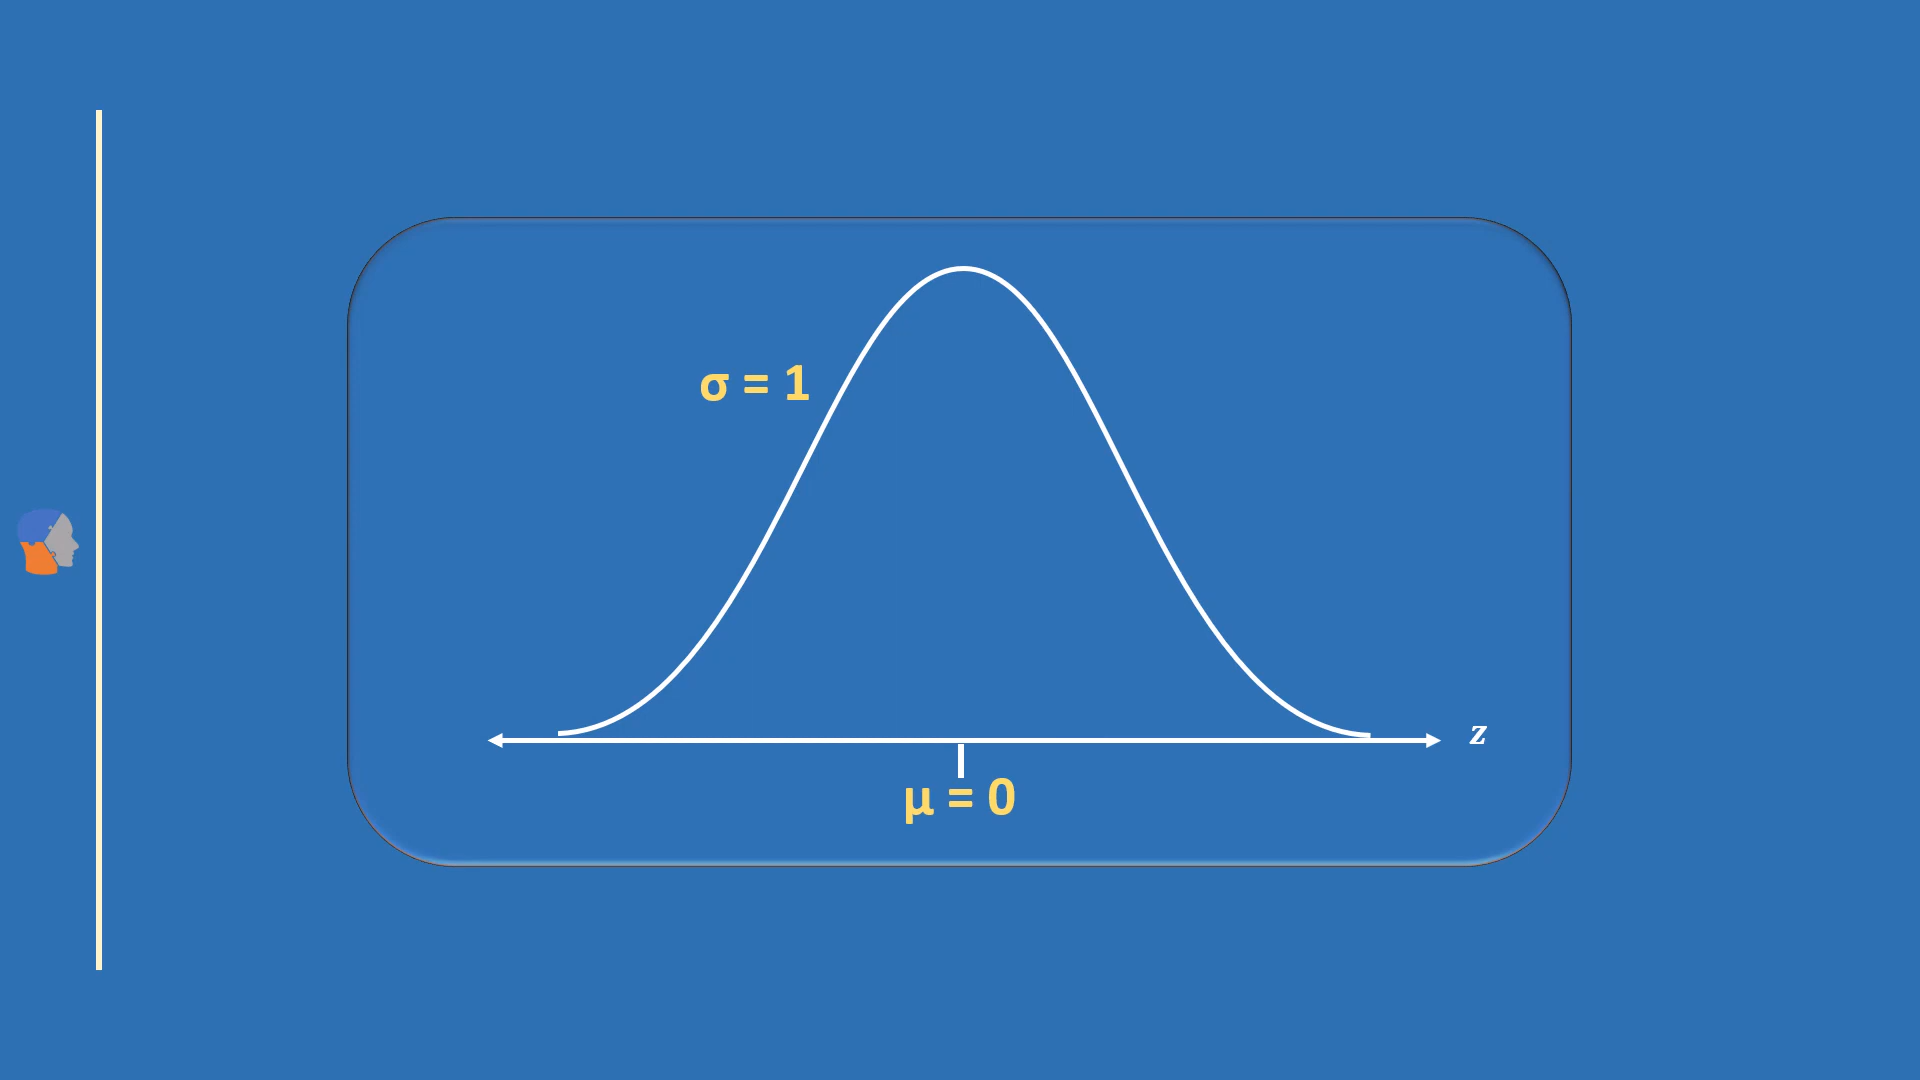 σ = 1
z
μ = 0